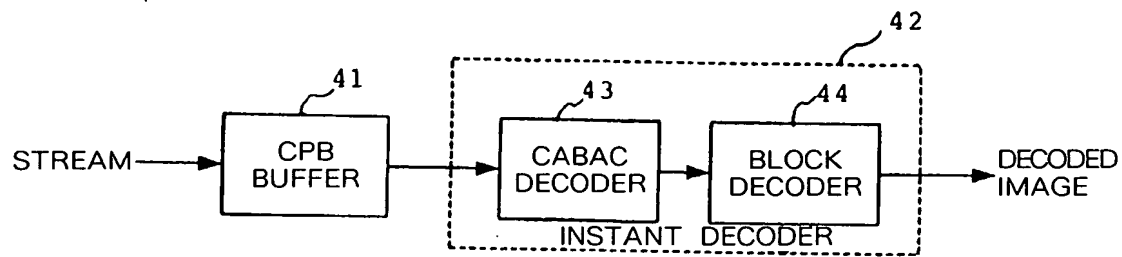 42
41
43
44
STREAM
CPB
BUFFER
CABAC
DECODER
BLOCK
DECODER
DECODED
IMAGE
INSTANT DECODER